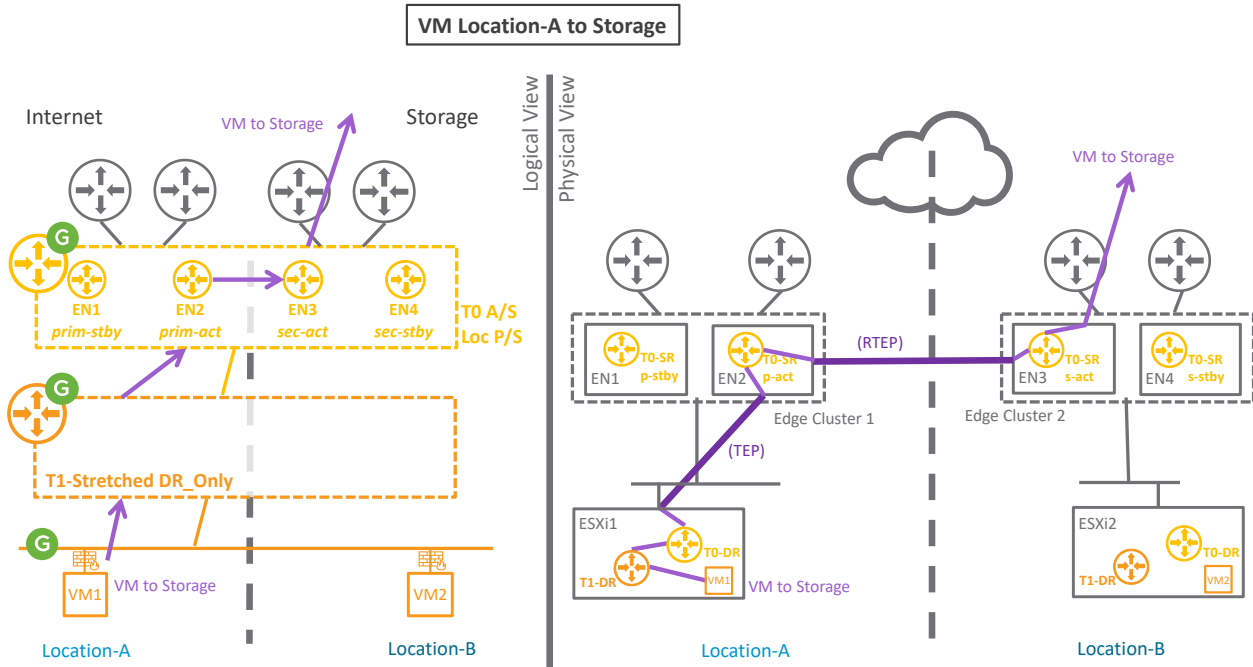 VM Location-A to Storage
Logical View
Physical View
Internet
VM to Storage
Storage
G
EN1
prim-stby
EN2
prim-act
EN3
sec-act
EN4
sec-stby
T0 A/S
Loc P/S
G
T1-Stretched DR_Only
G
VM1
VM to Storage
VM2
Location-A
Location-B
VM to Storage
T0-SR
p-stby
EN1
T0-SR
p-act
EN2
(RTEP)
T0-SR
s-act
EN3
T0-SR
s-stby
EN4
Edge Cluster 1
Edge Cluster 2
(TEP)
ESXi1
T0-DR
T1-DR
VM1
VM to Storage
ESXi2
T0-DR
T1-DR
VM2
Location-A
Location-B